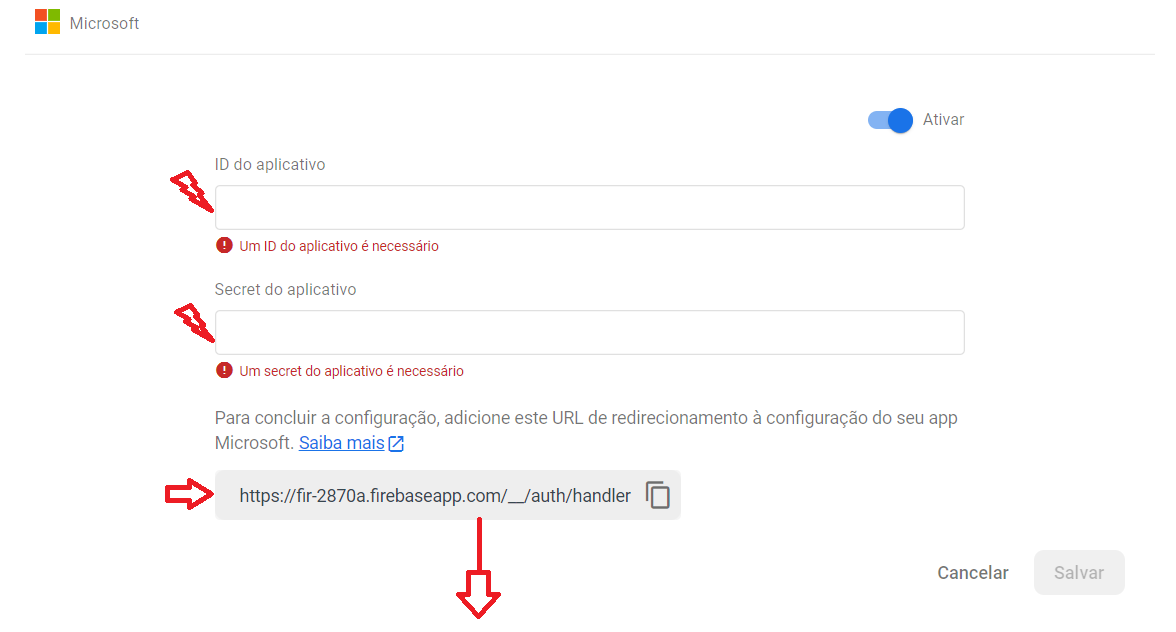 Microsoft
Ativar
ID do aplicativo
Um ID do aplicativo é necessário
Secret do aplicativo
Um secret do aplicativo é necessário
Para concluir a configuração, adicione este URL de redirecionamento à configuração do seu app
Microsoft. Saiba mais
https://fir-2870a.firebaseapp.com/__/auth/handler
Cancelar Salvar